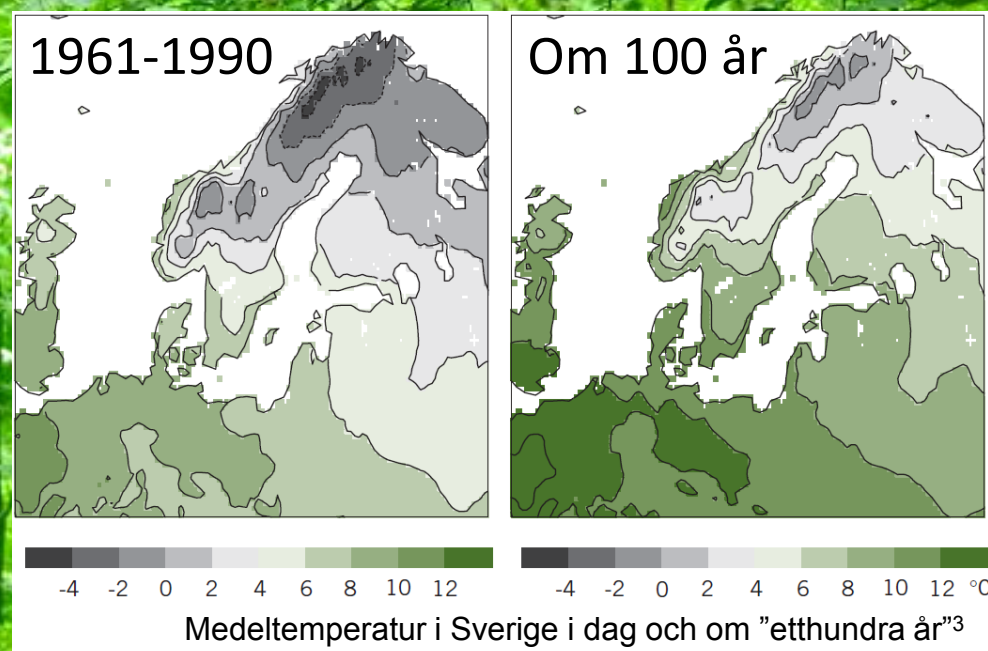 1961-1990
Om 100 år
-4 -2 0 2 4 6 8 10 12
-4 -2 0 2 4 6 8 10 12 °C
Medeltemperatur i Sverige i dag och om ”etthundra år”³